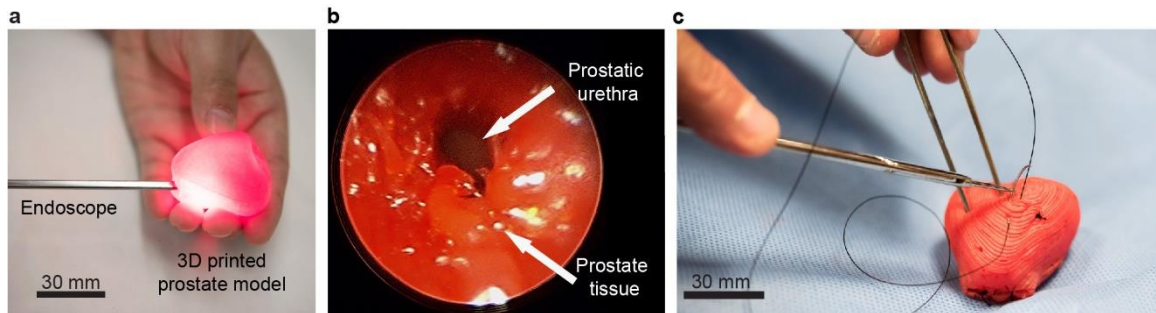 a
Endoscope
3D printed
prostate model
30 mm
b
Prostatic
urethra
Prostate
tissue
c
30 mm